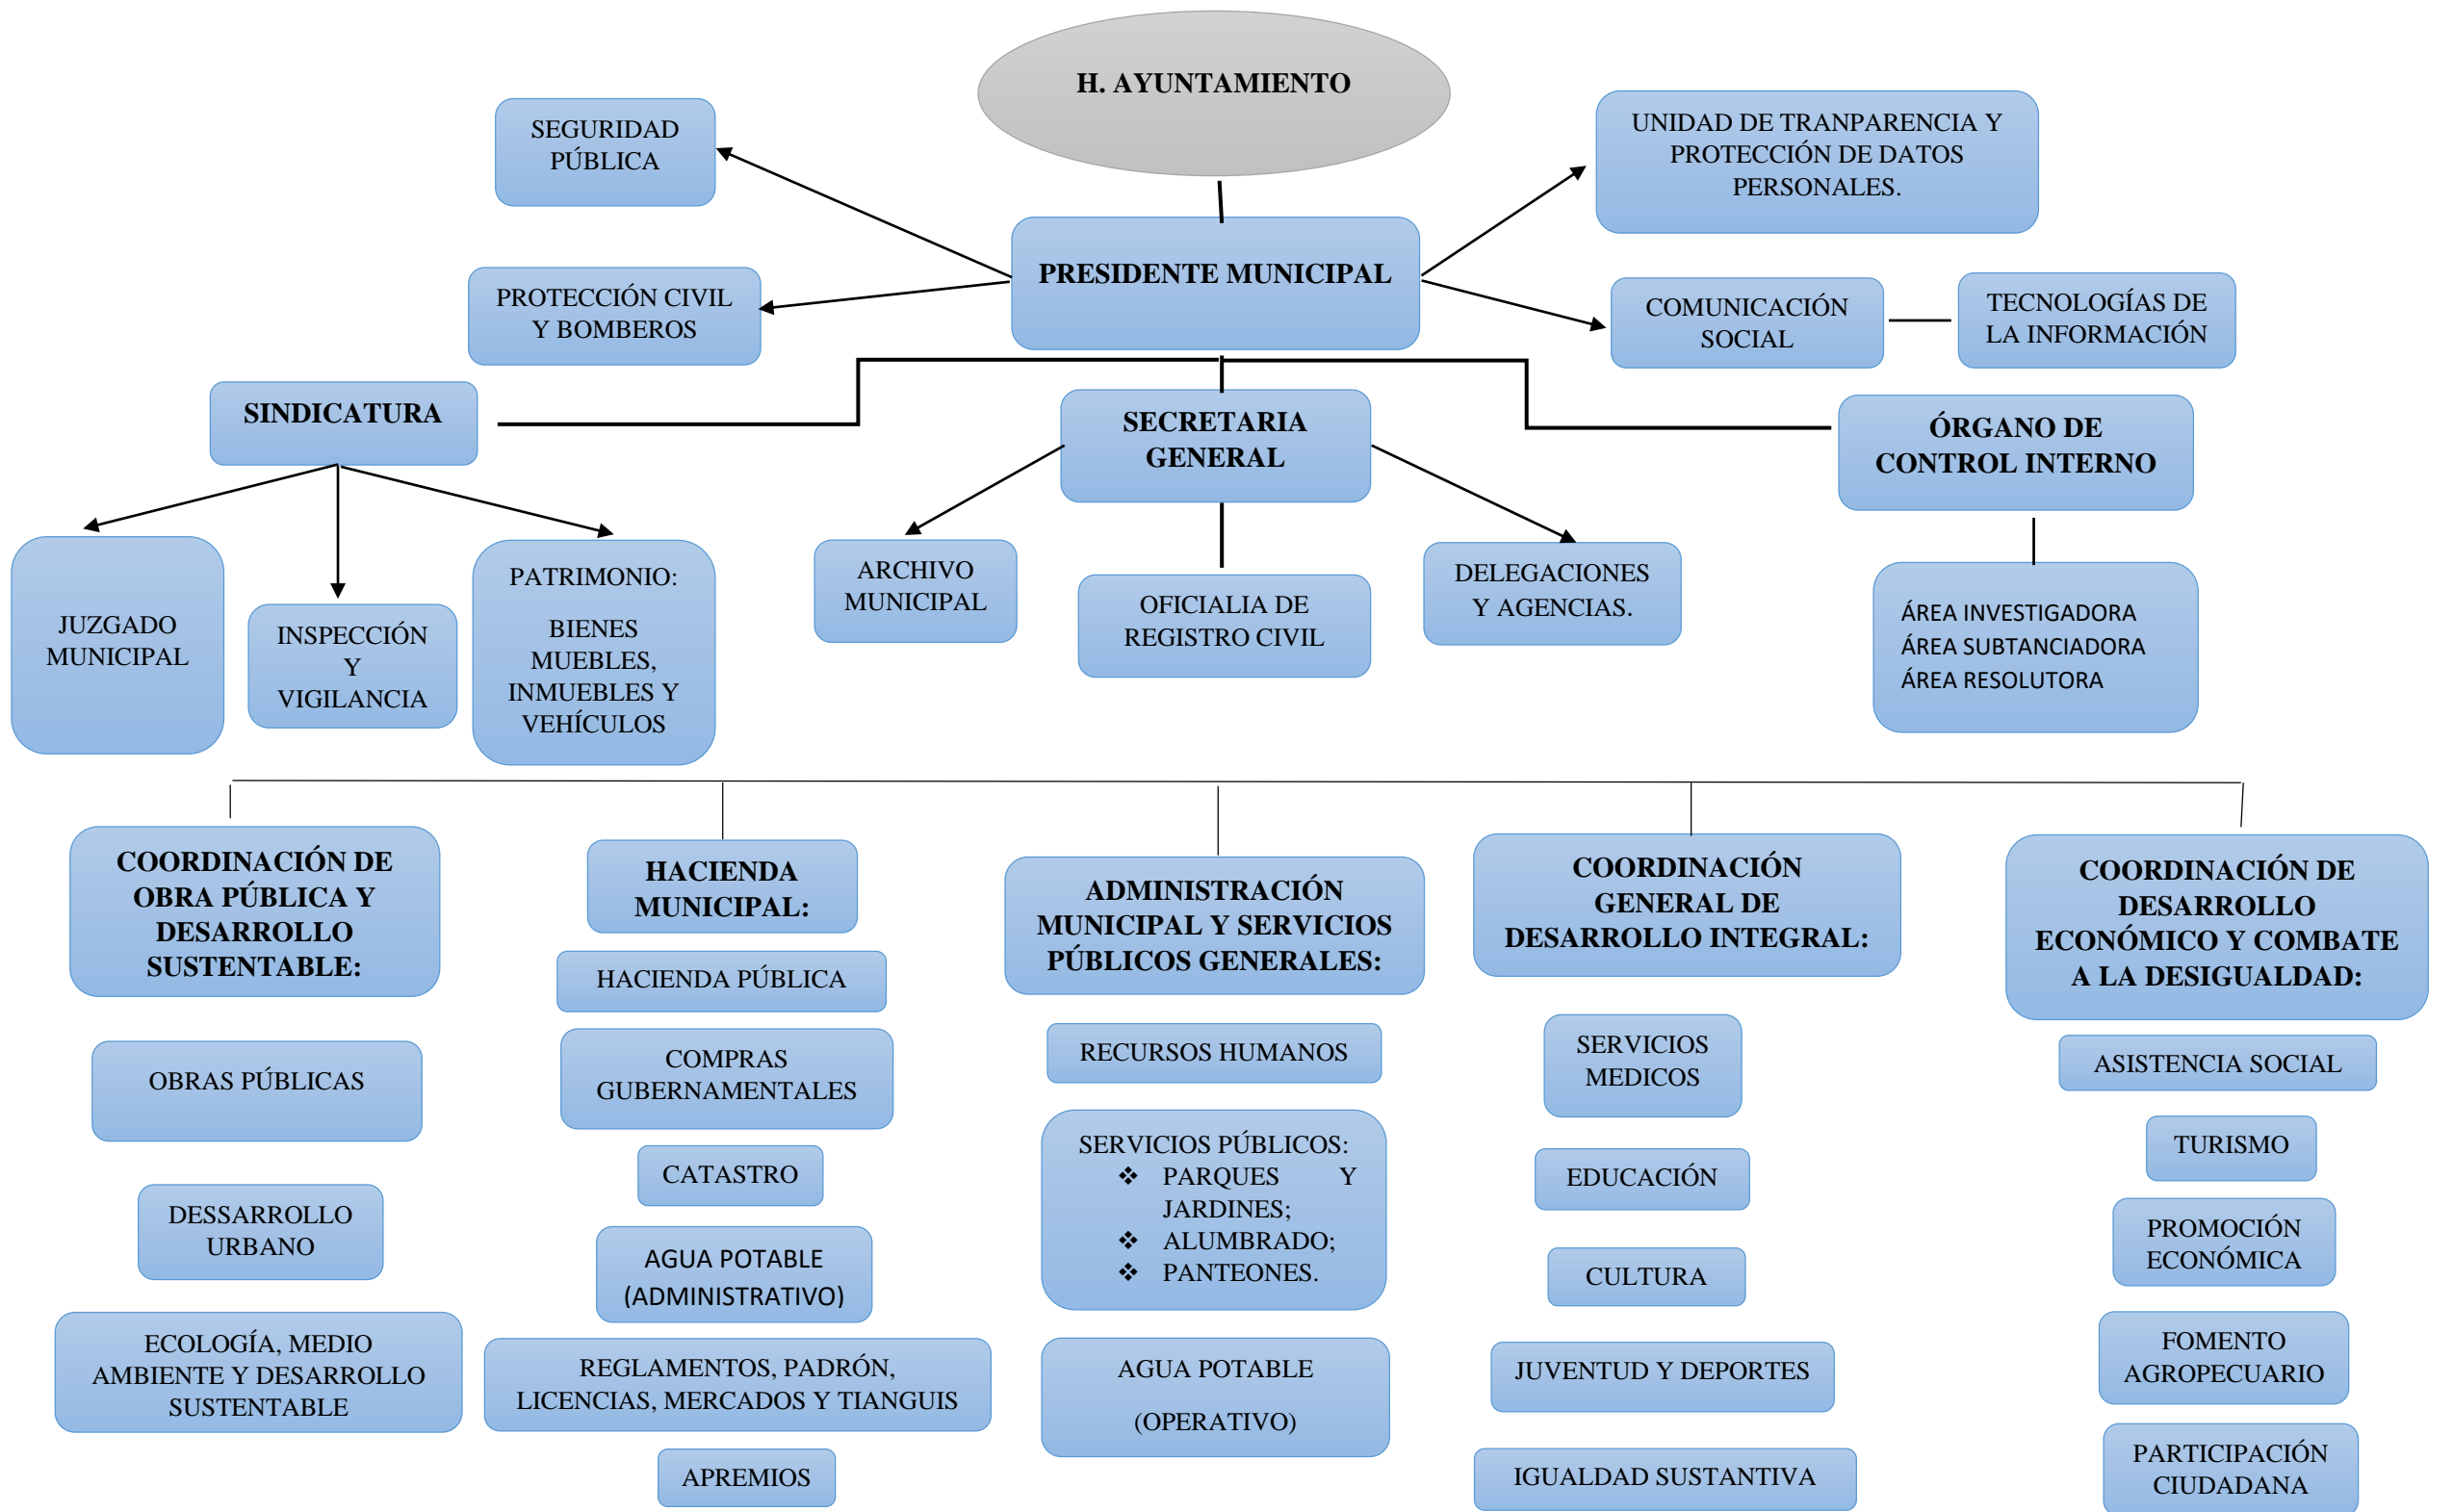 H. AYUNTAMIENTO
SEGURIDAD
PÚBLICA
UNIDAD DE TRANPARENCIA Y
PROTECCIÓN DE DATOS
PERSONALES.
PRESIDENTE MUNICIPAL
PROTECCIÓN CIVIL
Y BOMBEROS
COMUNICACIÓN
SOCIAL
TECNOLOGÍAS DE
LA INFORMACIÓN
SINDICATURA
SECRETARIA
GENERAL
ÓRGANO DE
CONTROL INTERNO
JUZGADO
MUNICIPAL
INSPECCIÓN
Y
VIGILANCIA
PATRIMONIO:
BIENES
MUEBLES,
INMUEBLES Y
VEHÍCULOS
ARCHIVO
MUNICIPAL
OFICIALIA DE
REGISTRO CIVIL
DELEGACIONES
Y AGENCIAS.
ÁREA INVESTIGADORA
ÁREA SUBTANCIADORA
ÁREA RESOLUTORA
COORDINACIÓN DE
OBRA PÚBLICA Y
DESARROLLO
SUSTENTABLE:
OBRAS PÚBLICAS
DESSARROLLO
URBANO
ECOLOGÍA, MEDIO
AMBIENTE Y DESARROLLO
SUSTENTABLE
HACIENDA
MUNICIPAL:
HACIENDA PÚBLICA
COMPRAS
GUBERNAMENTALES
CATASTRO
AGUA POTABLE
(ADMINISTRATIVO)
REGLAMENTOS, PADRÓN,
LICENCIAS, MERCADOS Y TIANGUIS
APREMIOS
ADMINISTRACIÓN
MUNICIPAL Y SERVICIOS
PÚBLICOS GENERALES:
RECURSOS HUMANOS
SERVICIOS PÚBLICOS:
❖ PARQUES Y
JARDINES;
❖ ALUMBRADO;
❖ PANTEONES.
AGUA POTABLE
(OPERATIVO)
COORDINACIÓN
GENERAL DE
DESARROLLO INTEGRAL:
SERVICIOS
MEDICOS
EDUCACIÓN
CULTURA
JUVENTUD Y DEPORTES
IGUALDAD SUSTANTIVA
COORDINACIÓN DE
DESARROLLO
ECONÓMICO Y COMBATE
A LA DESIGUALDAD:
ASISTENCIA SOCIAL
TURISMO
PROMOCIÓN
ECONÓMICA
FOMENTO
AGROPECUARIO
PARTICIPACIÓN
CIUDADANA